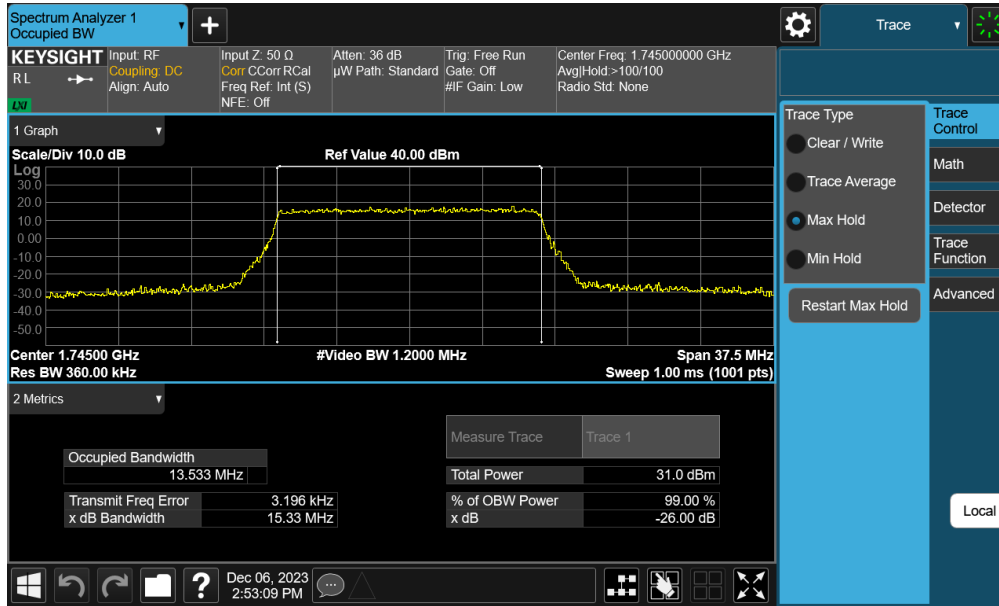 Spectrum Analyzer 1
Occupied BW
Trace
KEYSIGHT
R L
LXI
Input: RF
Coupling: DC
Align: Auto
Input Z: 50 Ω
Corr CCorr RCal
Freq Ref: Int (S)
NFE: Off
Atten: 36 dB
µW Path: Standard
Trig: Free Run
Gate: Off
#IF Gain: Low
Center Freq: 1.745000000 GHz
Avg|Hold:>100/100
Radio Std: None
1 Graph
Scale/Div 10.0 dB
Ref Value 40.00 dBm
Log
30.0
20.0
10.0
0.00
-10.0
-20.0
-30.0
-40.0
-50.0
Center 1.74500 GHz
#Video BW 1.2000 MHz
Span 37.5 MHz
Res BW 360.00 kHz
Sweep 1.00 ms (1001 pts)
2 Metrics
Measure Trace
Trace 1
Occupied Bandwidth
13.533 MHz
Total Power
31.0 dBm
Transmit Freq Error
3.196 kHz
% of OBW Power
99.00 %
x dB Bandwidth
15.33 MHz
x dB
-26.00 dB
Trace Type
Clear / Write
Trace Average
Max Hold
Min Hold
Restart Max Hold
Trace
Control
Math
Detector
Trace
Function
Advanced
Local
?
Dec 06, 2023
2:53:09 PM